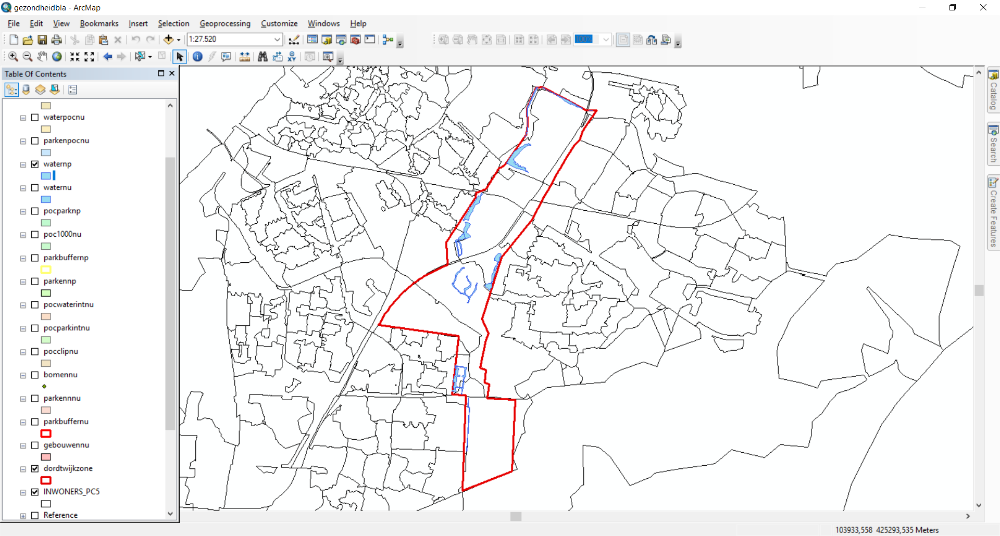 gezondheidbla - ArcMap
File Edit View Bookmarks Insert Selection Geoprocessing Customize Windows Help
1:27.520
100%
Table Of Contents
waterpocnu
parkenpocnu
waternp
waternu
pocparknp
poc1000nu
parkbuffernp
parkennp
pocwaterintnu
pocparkintnu
pocclipnu
bomennu
parkennnu
parkbuffernu
gebouwennu
dordtwijkzone
INWONERS_PC5
Reference
Catalog
Search
Create Features
103933,558 425293,535 Meters